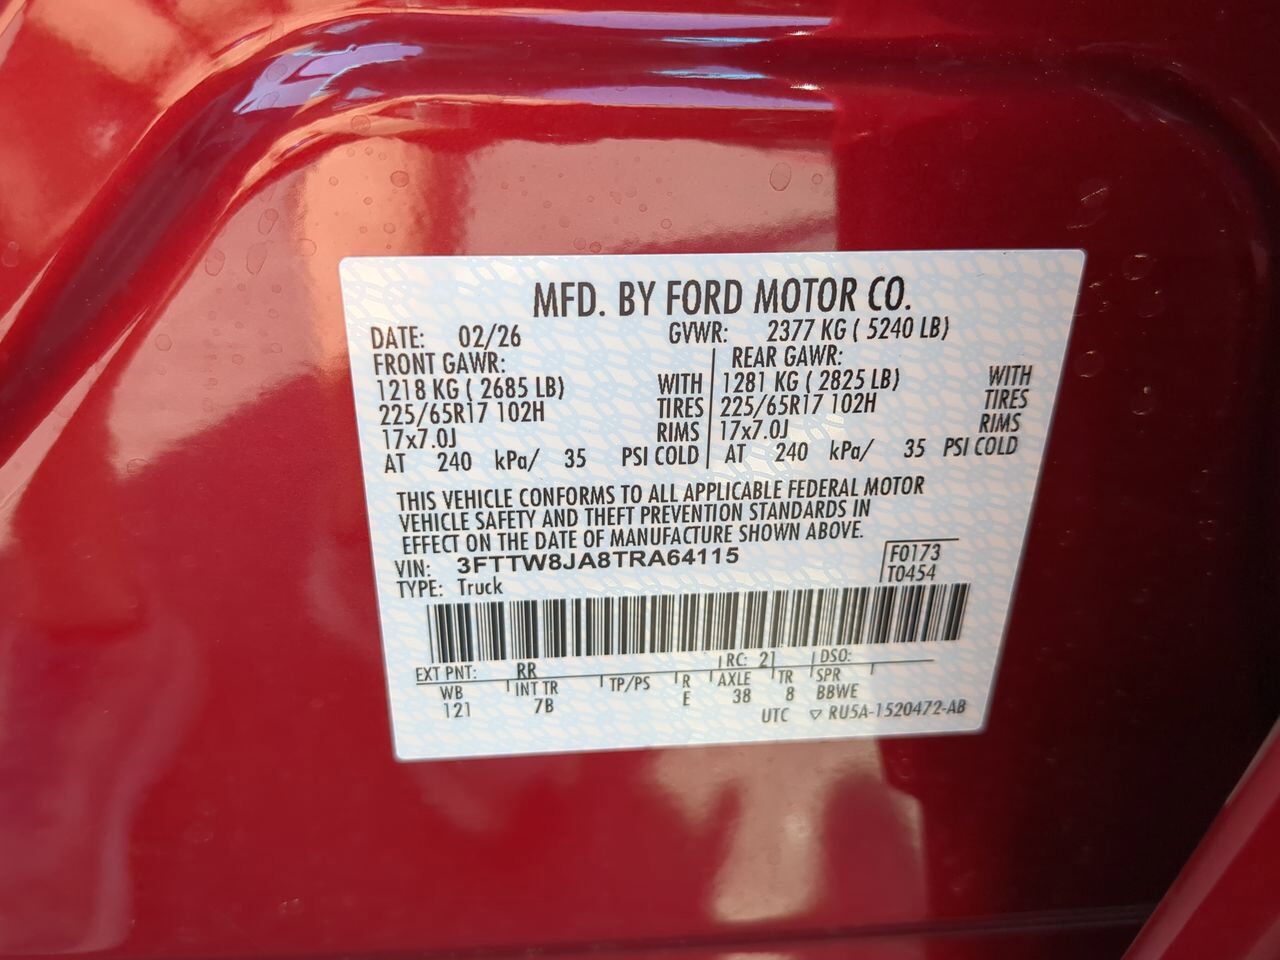 MFD. BY FORD MOTOR CO.
DATE: 02/26 GVWR: 2377 KG ( 5240 LB)
FRONT GAWR: REAR GAWR:
1218 KG ( 2685 LB) WITH 1281 KG ( 2825 LB) WITH
225/65R17 102H TIRES 225/65R17 102H TIRES
17x7.0J RIMS 17x7.0J RIMS
AT 240 kPa/ 35 PSI COLD AT 240 kPa/ 35 PSI COLD
THIS VEHICLE CONFORMS TO ALL APPLICABLE FEDERAL MOTOR
VEHICLE SAFETY AND THEFT PREVENTION STANDARDS IN
EFFECT ON THE DATE OF MANUFACTURE SHOWN ABOVE.
VIN: 3FTTW8JA8TRA64115 F0173
TYPE: Truck T0454
EXT PNT: RR RC: 21 DSO:
WB INT TR TP/PS R AXLE TR SPR
121 7B E 38 8 BBWE
UTC ▽ RU5A-1520472-AB